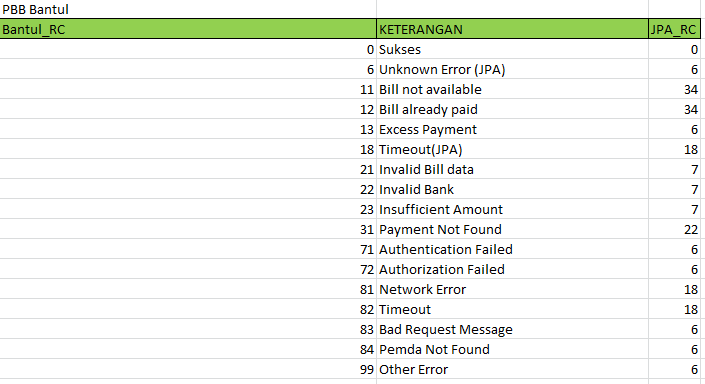 PBB Bantul
Bantul_RC KETERANGAN JPA_RC
0 Sukses 0
6 Unknown Error (JPA) 6
11 Bill not available 34
12 Bill already paid 34
13 Excess Payment 6
18 Timeout(JPA) 18
21 Invalid Bill data 7
22 Invalid Bank 7
23 Insufficient Amount 7
31 Payment Not Found 22
71 Authentication Failed 6
72 Authorization Failed 6
81 Network Error 18
82 Timeout 18
83 Bad Request Message 6
84 Pemda Not Found 6
99 Other Error 6